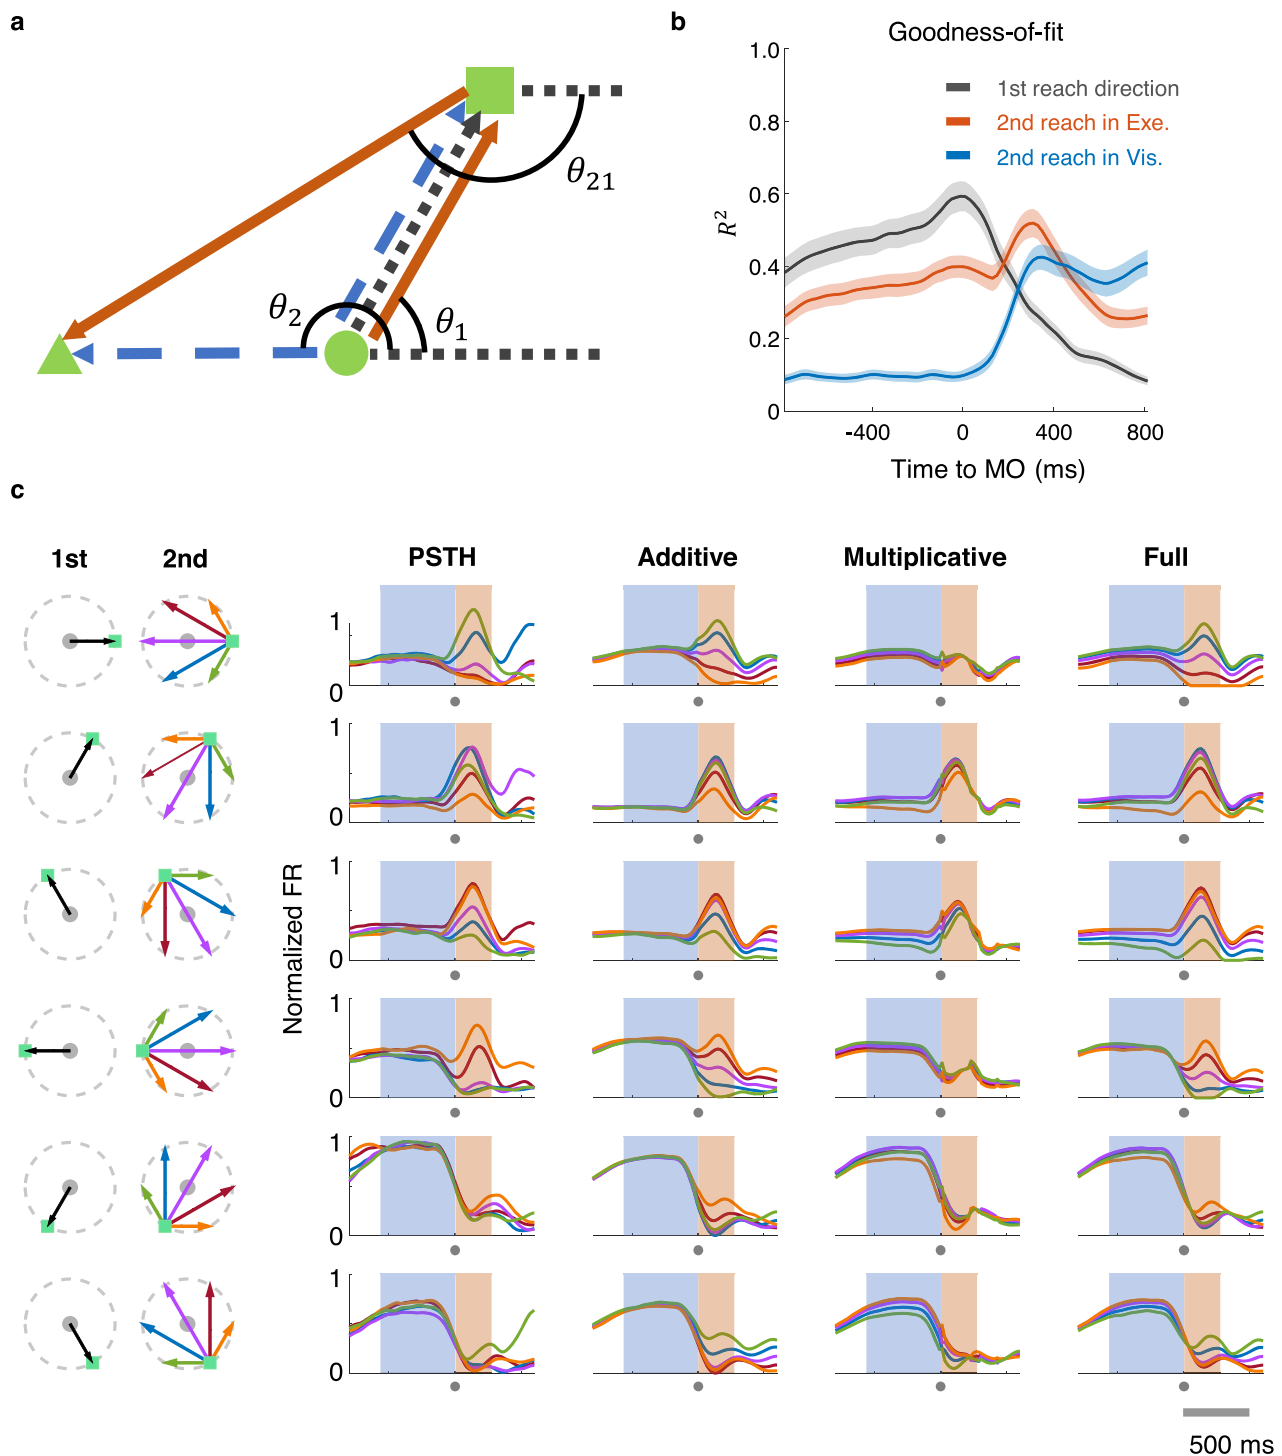 a
θ21
θ2
θ1
b
Goodness-of-fit
1.0
0.8
0.6
0.4
0.2
0
R²
1st reach direction
2nd reach in Exe.
2nd reach in Vis.
-400 0 400 800
Time to MO (ms)
c
1st 2nd PSTH Additive Multiplicative Full
Normalized FR
1
0
1
0
1
0
1
0
1
0
1
0
500 ms